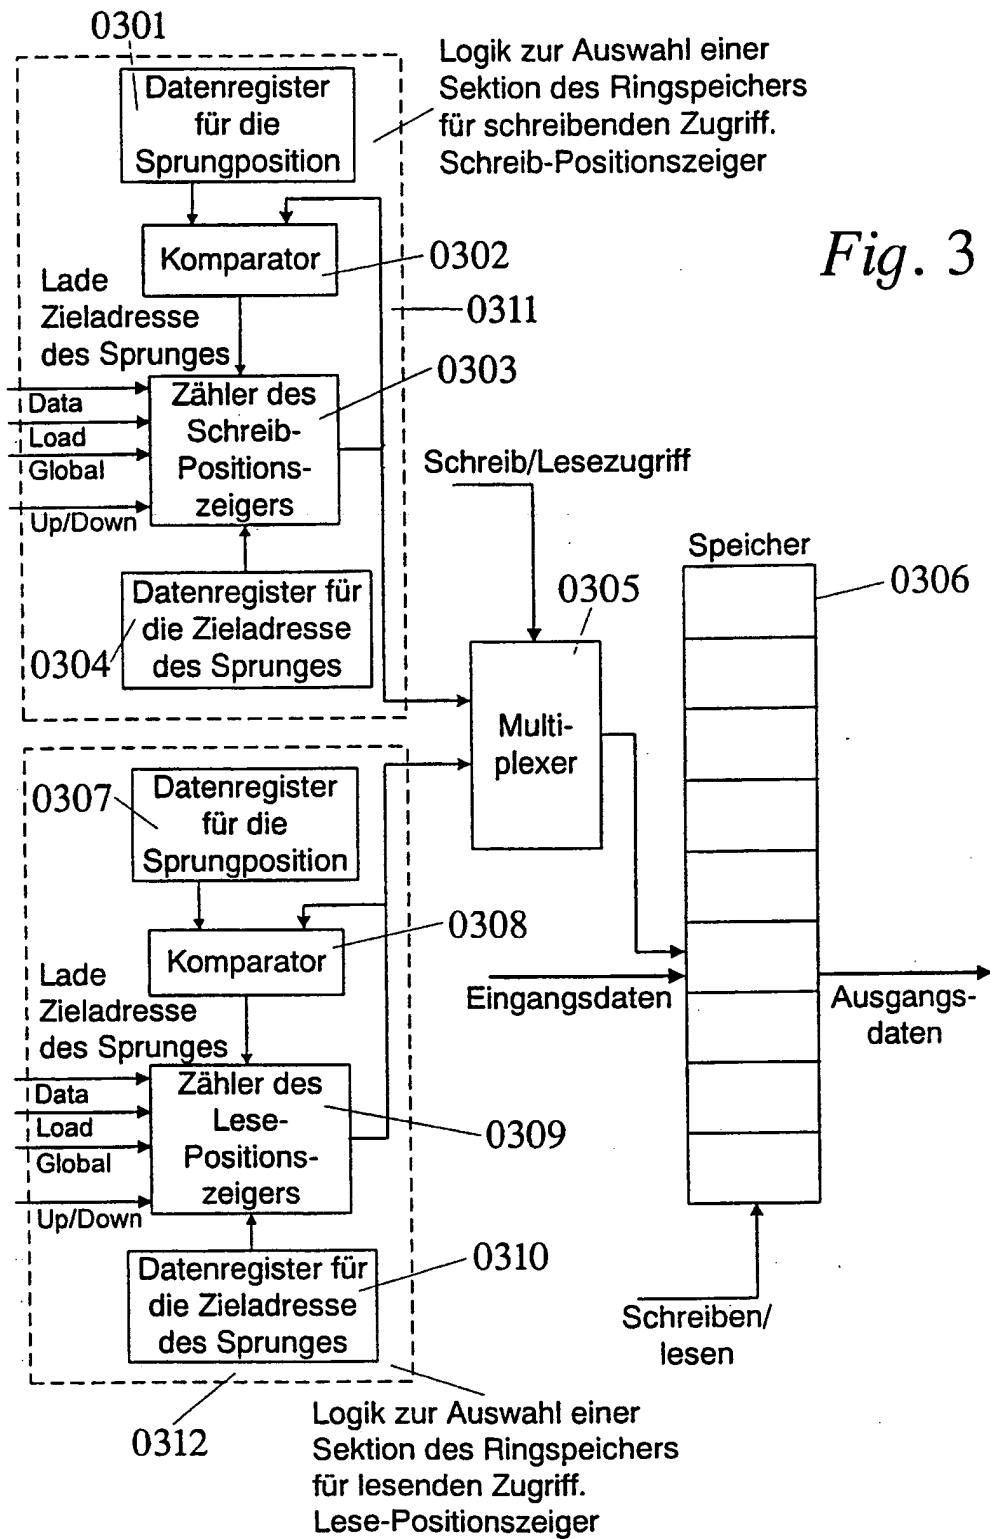 0301
Datenregister
für die
Sprungposition
Logik zur Auswahl einer
Sektion des Ringspeichers
für schreibenden Zugriff.
Schreib-Positionszeiger
Fig. 3
Komparator
0302
0311
Lade
Zieladresse
des Sprunges
0303
Zähler des
Schreib-
Positions-
zeigers
Data
Load
Global
Up/Down
Datenregister für
die Zieladresse
des Sprunges
0304
Schreib/Lesezugriff
0305
Multi-
plexer
Speicher
0306
0307
Datenregister
für die
Sprungposition
Komparator
0308
Lade
Zieladresse
des Sprunges
Eingangsdaten
Ausgangs-
daten
Zähler des
Lese-
Positions-
zeigers
0309
Data
Load
Global
Up/Down
Datenregister für
die Zieladresse
des Sprunges
0310
Schreiben/
lesen
0312
Logik zur Auswahl einer
Sektion des Ringspeichers
für lesenden Zugriff.
Lese-Positionszeiger